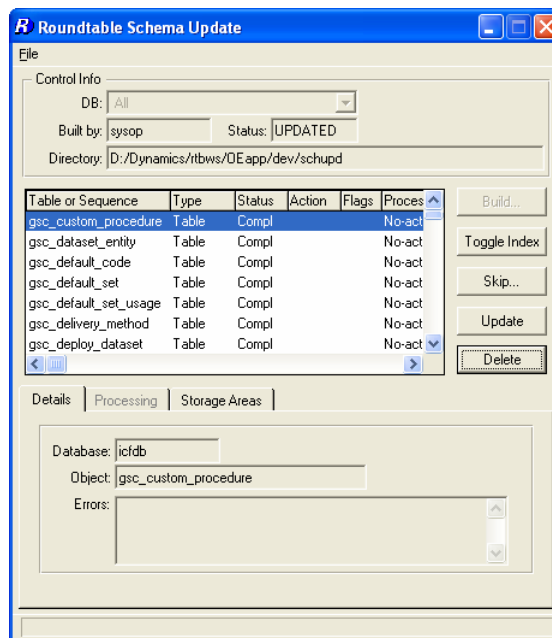 R Roundtable Schema Update
File
Control Info
DB: All
Built by: sysop Status: UPDATED
Directory: D:/Dynamics/rtbws/OEapp/dev/schupd
Table or Sequence Type Status Action Flags Proces
gsc_custom_procedure Table Compl No-act
gsc_dataset_entity Table Compl No-act
gsc_default_code Table Compl No-act
gsc_default_set Table Compl No-act
gsc_default_set_usage Table Compl No-act
gsc_delivery_method Table Compl No-act
gsc_deploy_dataset Table Compl No-act
Build...
Toggle Index
Skip...
Update
Delete
Details Processing Storage Areas
Database: icfdb
Object: gsc_custom_procedure
Errors: